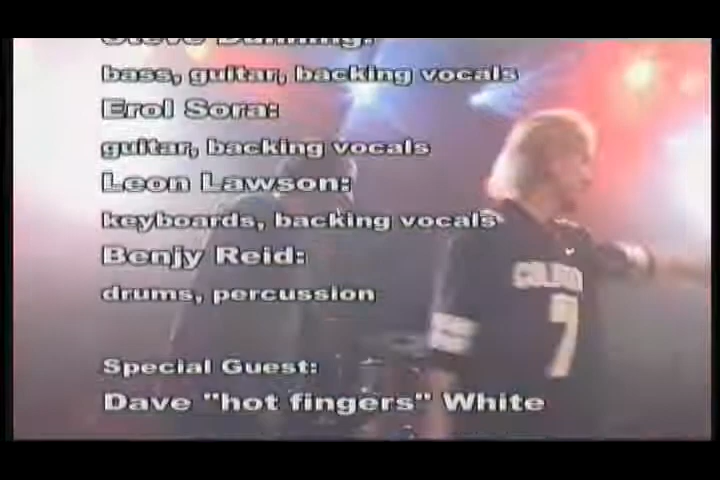 bass, guitar, backing vocals
Erol Sora:
guitar, backing vocals
Leon Lawson:
keyboards, backing vocals
Benjy Reid:
drums, percussion
Special Guest:
Dave "hot fingers" White
7